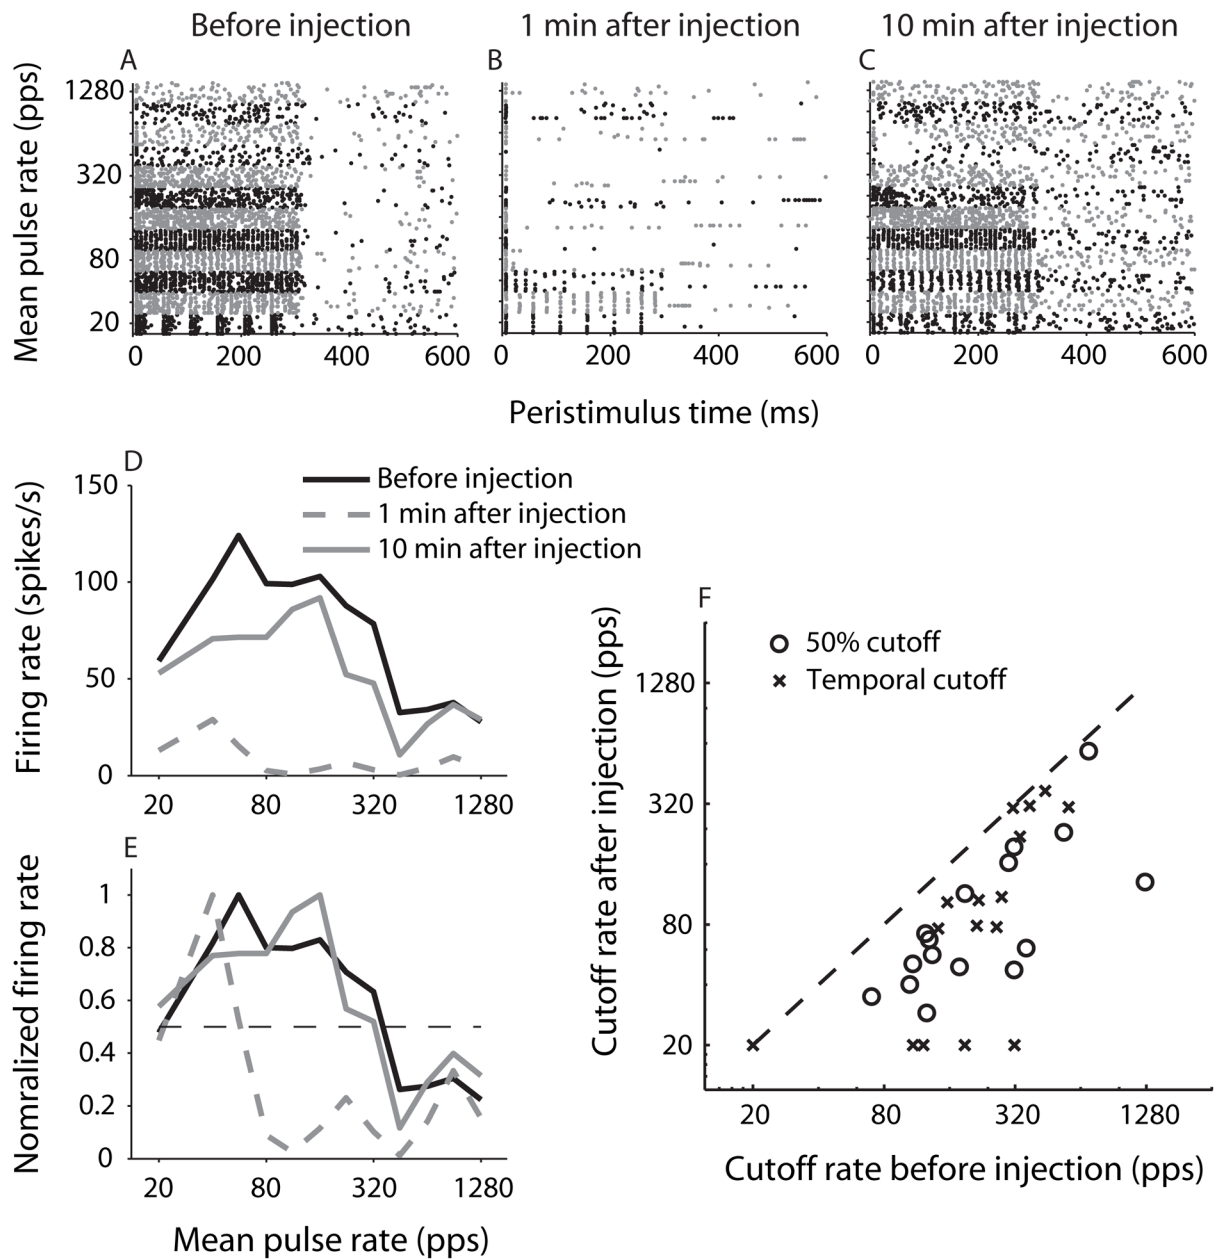 Before injection
1 min after injection
10 min after injection
A
B
C
Mean pulse rate (pps)
1280
320
80
20
0 200 400 600
0 200 400 600
0 200 400 600
Peristimulus time (ms)
D
Firing rate (spikes/s)
150
100
50
0
Before injection
1 min after injection
10 min after injection
20 80 320 1280
E
Nomralized firing rate
1
0.8
0.6
0.4
0.2
0
20 80 320 1280
Mean pulse rate (pps)
F
Cutoff rate after injection (pps)
50% cutoff
Temporal cutoff
1280
320
80
20
20 80 320 1280
Cutoff rate before injection (pps)